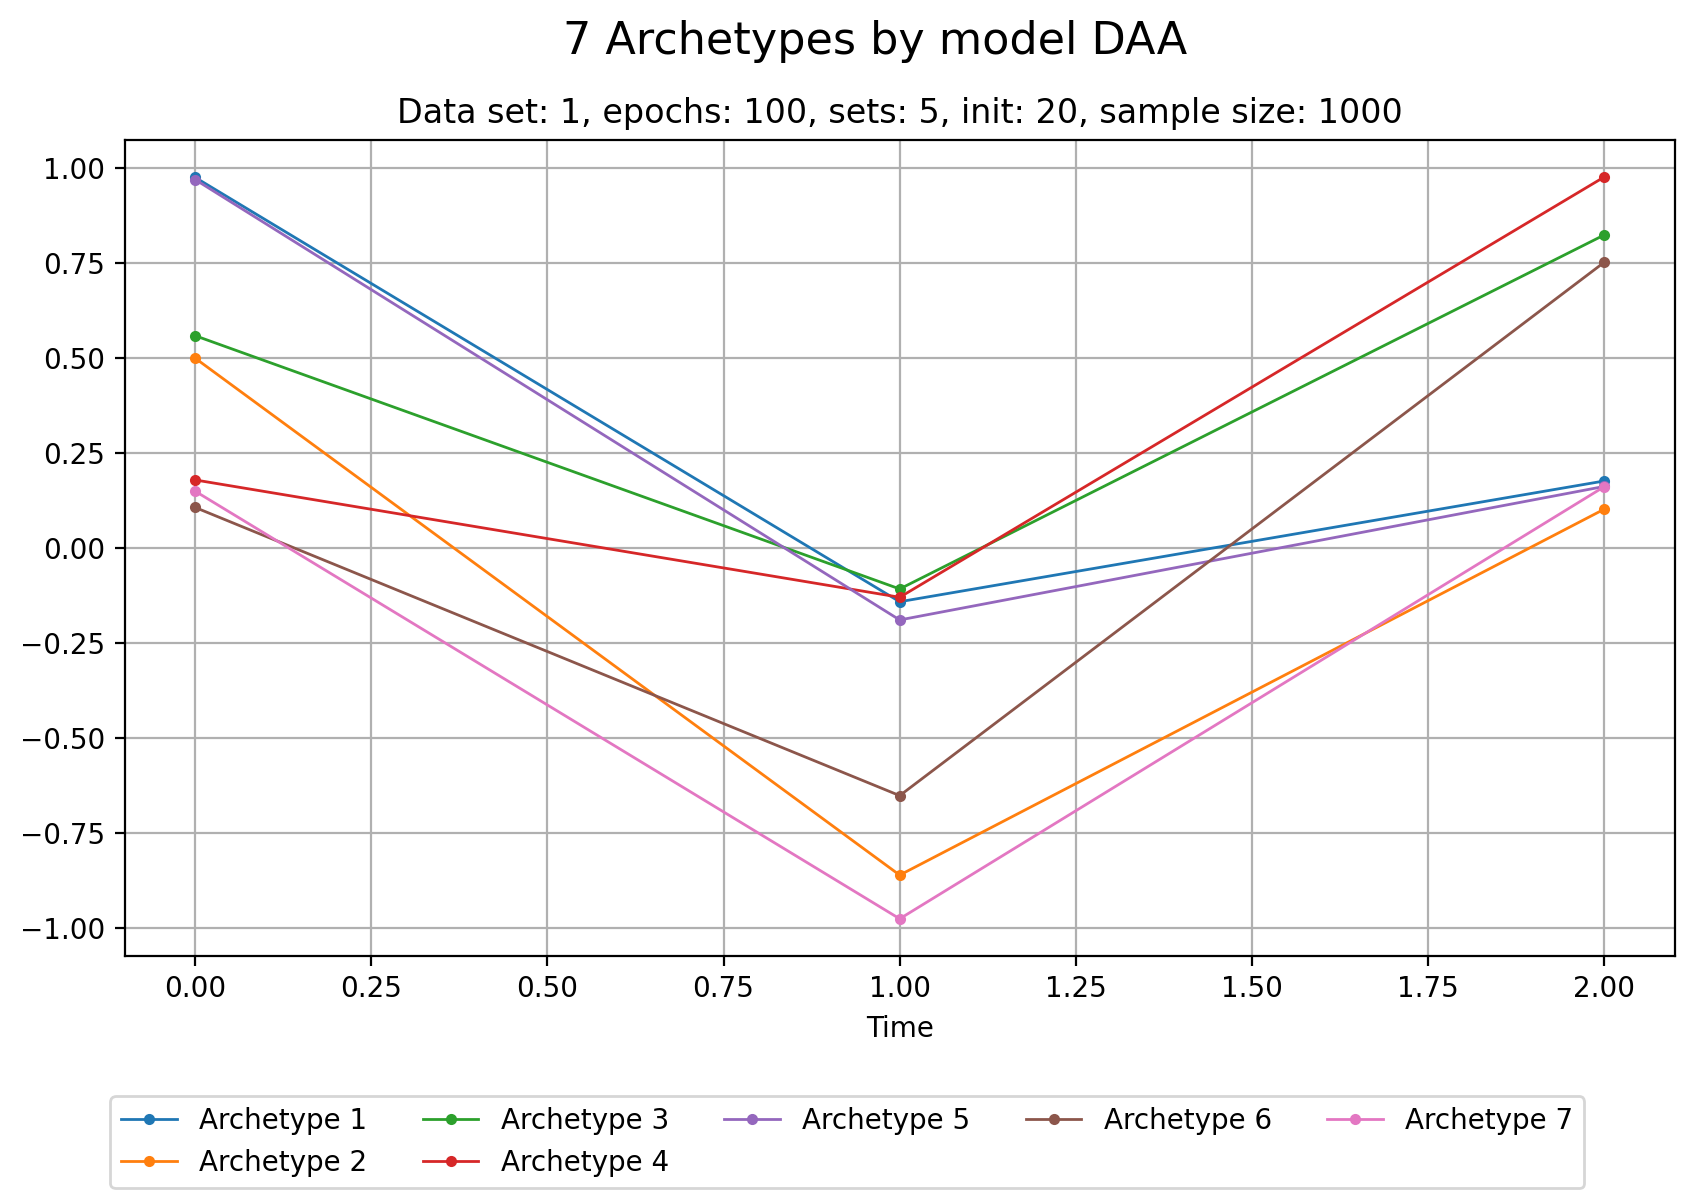 7 Archetypes by model DAA
Data set: 1, epochs: 100, sets: 5, init: 20, sample size: 1000
1.00
0.75
0.50
0.25
0.00
−0.25
−0.50
−0.75
−1.00
0.00 0.25 0.50 0.75 1.00 1.25 1.50 1.75 2.00
Time
Archetype 1 Archetype 3 Archetype 5 Archetype 6 Archetype 7
Archetype 2 Archetype 4